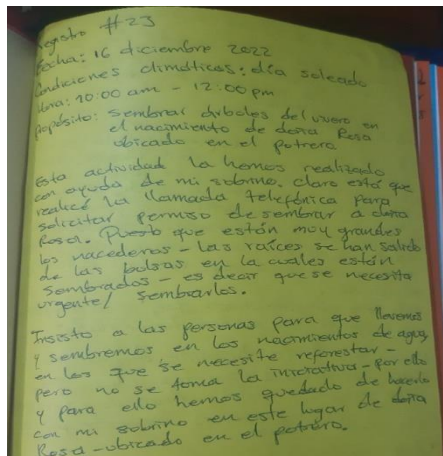 Registro #23
Fecha: 16 diciembre 2022
Condiciones climáticas: día soleado
Hora: 10:00 am - 12:00 pm
Propósito: Sembrar árboles del vivero en
el nacimiento de doña Rosa
ubicado en el potrero
Esta actividad la hemos realizado
con ayuda de mi sobrino. Claro está que
realicé la llamada telefónica para
solicitar permiso de sembrar a doña
Rosa. Puesto que están muy grandes
los nacederos - las raíces se han salido
de las bolsas en la cuales están
sembrados - es decir que se necesita
urgente/ sembrarlos.
Insisto a las personas para que llevemos
y sembremos en los nacimientos de agua,
en los que se necesite reforestar -
pero no se toma la iniciativa - por ello
y para ello hemos quedado de hacerlo
con mi sobrino en este lugar de doña
Rosa - ubicado en el potrero.